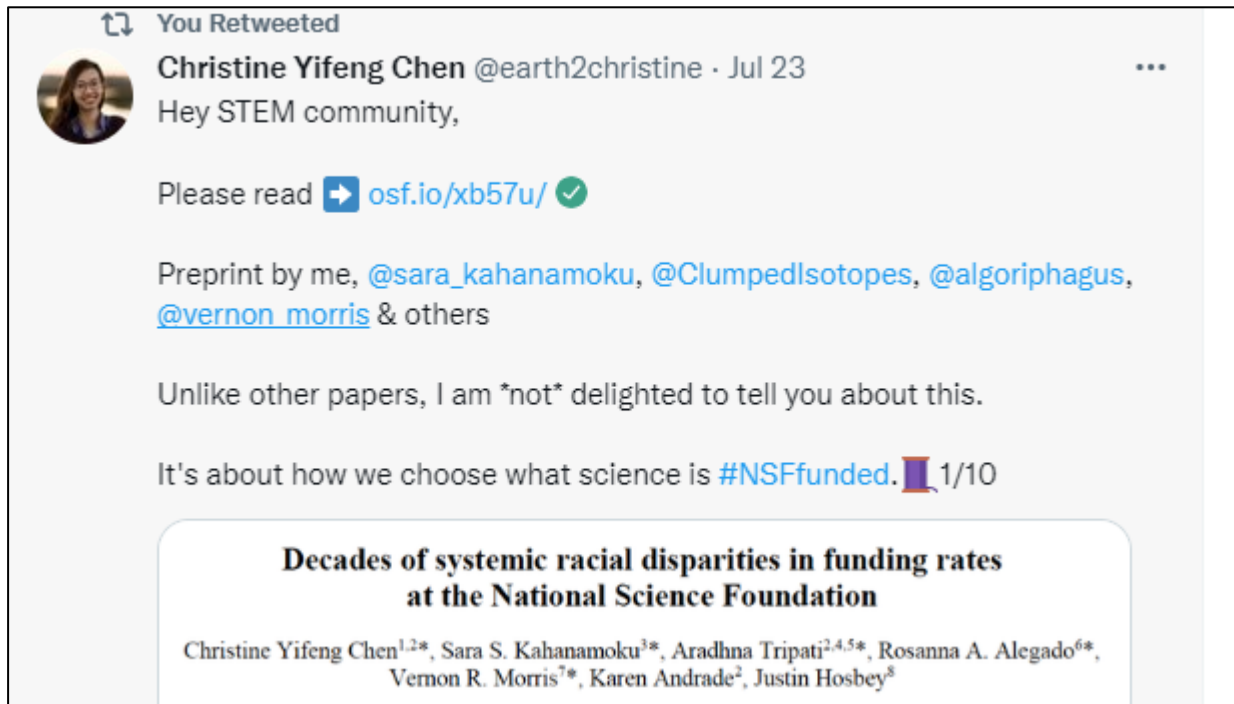 You Retweeted
Christine Yifeng Chen @earth2christine · Jul 23
Hey STEM community,
Please read ➡️ osf.io/xb57u/ ✅
Preprint by me, @sara_kahanamoku, @ClumpedIsotopes, @algoriphagus,
@vernon_morris & others
Unlike other papers, I am *not* delighted to tell you about this.
It's about how we choose what science is #NSFfunded.🧵1/10
Decades of systemic racial disparities in funding rates
at the National Science Foundation
Christine Yifeng Chen1,2*, Sara S. Kahanamoku3*, Aradhna Tripati2,4,5*, Rosanna A. Alegado6*,
Vernon R. Morris7*, Karen Andrade2, Justin Hosbey8